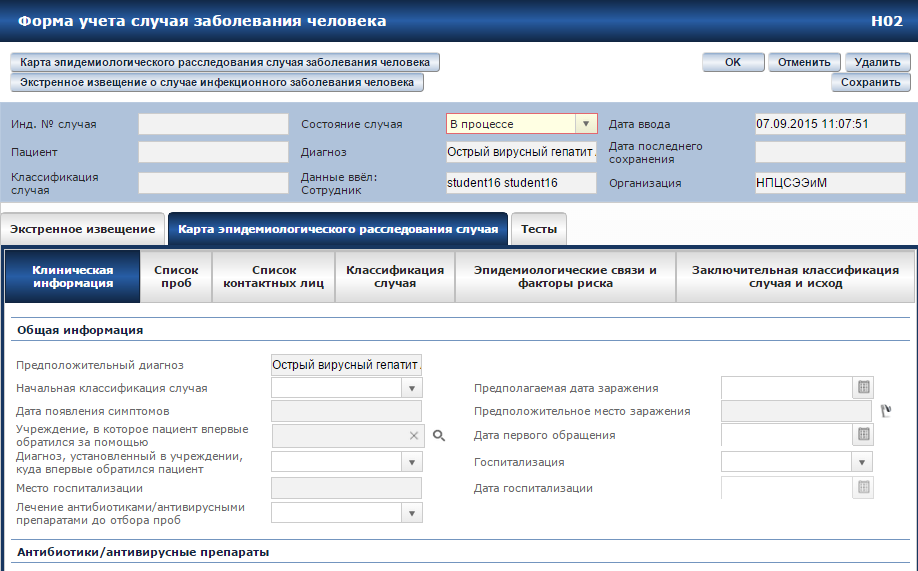 Форма учета случая заболевания человека
H02
Карта эпидемиологического расследования случая заболевания человека
OK
Отменить
Удалить
Экстренное извещение о случае инфекционного заболевания человека
Сохранить
Инд. № случая
Состояние случая
В процессе
Дата ввода
07.09.2015 11:07:51
Пациент
Диагноз
Острый вирусный гепатит
Дата последнего
сохранения
Классификация
случая
Данные ввёл:
Сотрудник
student16 student16
Организация
НПЦСЭЭиМ
Экстренное извещение
Карта эпидемиологического расследования случая
Тесты
Клиническая
информация
Список
проб
Список
контактных лиц
Классификация
случая
Эпидемиологические связи и
факторы риска
Заключительная классификация
случая и исход
Общая информация
Предположительный диагноз
Острый вирусный гепатит
Начальная классификация случая
Предполагаемая дата заражения
Дата появления симптомов
Предположительное место заражения
Учреждение, в которое пациент впервые
обратился за помощью
Дата первого обращения
Диагноз, установленный в учреждении,
куда впервые обратился пациент
Госпитализация
Место госпитализации
Дата госпитализации
Лечение антибиотиками/антивирусными
препаратами до отбора проб
Антибиотики/антивирусные препараты